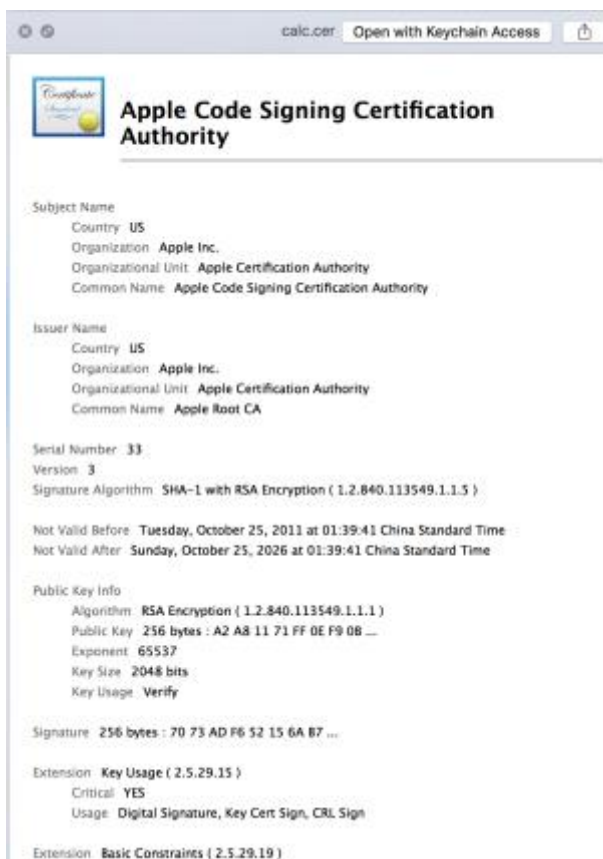 calc.cer Open with Keychain Access
Certificate
Apple Code Signing Certification
Authority
Subject Name
Country US
Organization Apple Inc.
Organizational Unit Apple Certification Authority
Common Name Apple Code Signing Certification Authority
Issuer Name
Country US
Organization Apple Inc.
Organizational Unit Apple Certification Authority
Common Name Apple Root CA
Serial Number 33
Version 3
Signature Algorithm SHA-1 with RSA Encryption ( 1.2.840.113549.1.1.5 )
Not Valid Before Tuesday, October 25, 2011 at 01:39:41 China Standard Time
Not Valid After Sunday, October 25, 2026 at 01:39:41 China Standard Time
Public Key Info
Algorithm RSA Encryption ( 1.2.840.113549.1.1.1 )
Public Key 256 bytes : A2 A8 11 71 FF 0E F9 0B ...
Exponent 65537
Key Size 2048 bits
Key Usage Verify
Signature 256 bytes : 70 73 AD F6 52 15 6A B7 ...
Extension Key Usage ( 2.5.29.15 )
Critical YES
Usage Digital Signature, Key Cert Sign, CRL Sign
Extension Basic Constraints ( 2.5.29.19 )